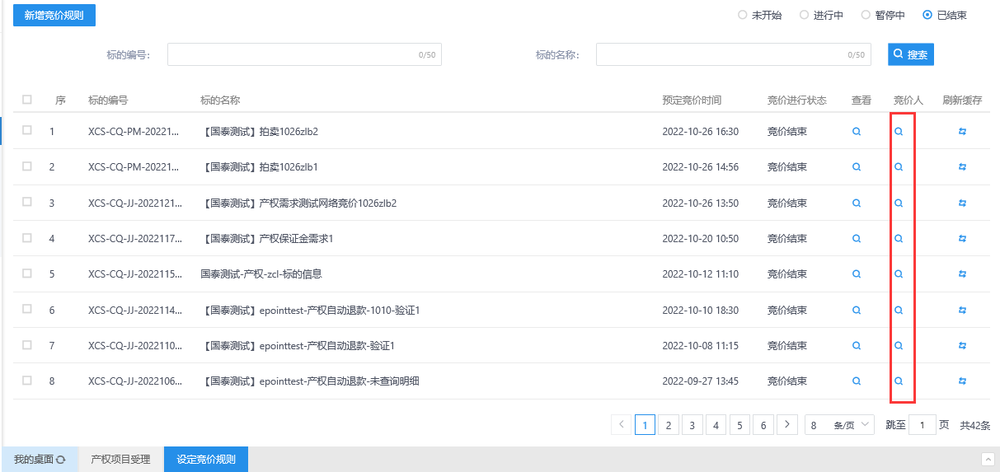 新增竞价规则 未开始 进行中 暂停中 已结束
标的编号: 0/50 标的名称: 0/50 搜索
序 标的编号 标的名称 预定竞价时间 竞价进行状态 查看 竞价人 刷新缓存
1 XCS-CQ-PM-20221... 【国泰测试】拍卖1026zlb2 2022-10-26 16:30 竞价结束
2 XCS-CQ-PM-20221... 【国泰测试】拍卖1026zlb1 2022-10-26 14:56 竞价结束
3 XCS-CQ-JJ-2022121... 【国泰测试】产权需求测试网络竞价1026zlb2 2022-10-26 13:50 竞价结束
4 XCS-CQ-JJ-2022117... 【国泰测试】产权保证金需求1 2022-10-20 10:50 竞价结束
5 XCS-CQ-JJ-2022115... 国泰测试-产权-zcl-标的信息 2022-10-12 11:10 竞价结束
6 XCS-CQ-JJ-2022114... 【国泰测试】epointtest-产权自动退款-1010-验证1 2022-10-10 18:30 竞价结束
7 XCS-CQ-JJ-2022110... 【国泰测试】epointtest-产权自动退款-验证1 2022-10-08 11:15 竞价结束
8 XCS-CQ-JJ-2022106... 【国泰测试】epointtest-产权自动退款-未查询明细 2022-09-27 13:45 竞价结束
1 2 3 4 5 6 8 条/页 跳至 1 页 共42条
我的桌面 产权项目受理 设定竞价规则